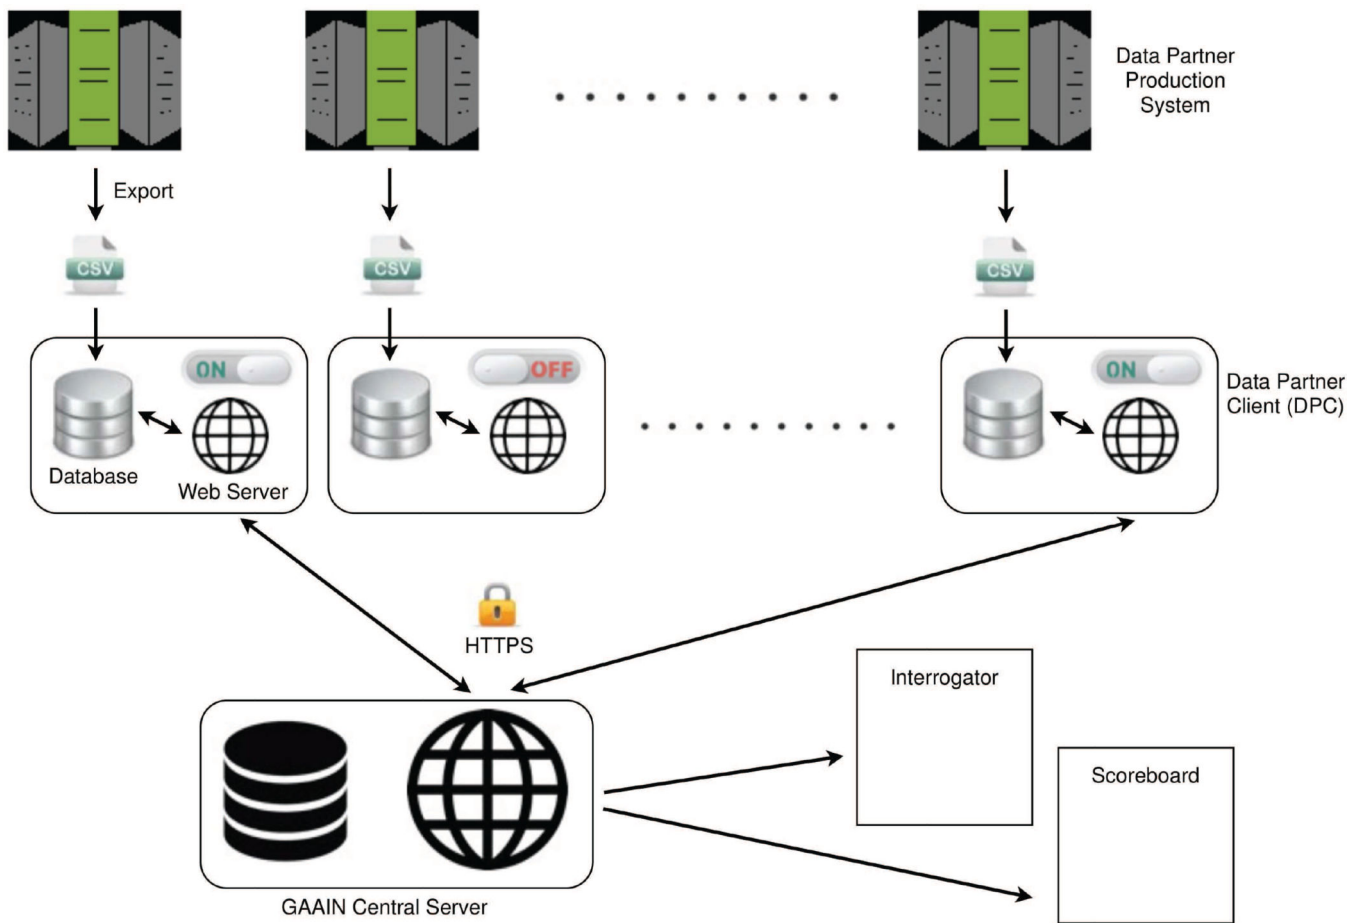 Data Partner
Production
System
Export
CSV
CSV
CSV
ON
OFF
ON
Data Partner
Client (DPC)
Database
Web Server
HTTPS
Interrogator
Scoreboard
GAAIN Central Server